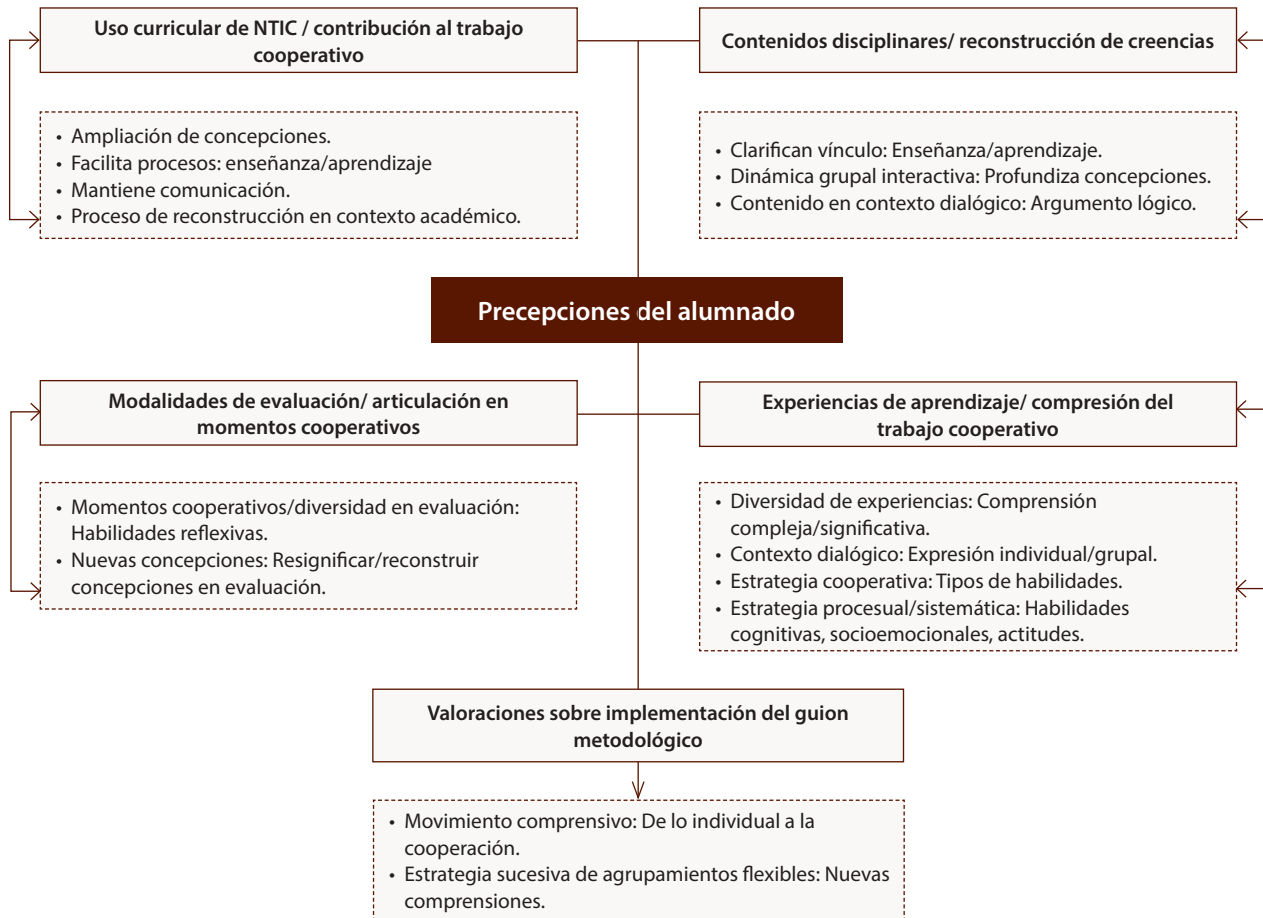 Uso curricular de NTIC / contribución al trabajo
cooperativo
• Ampliación de concepciones.
• Facilita procesos: enseñanza/aprendizaje
• Mantiene comunicación.
• Proceso de reconstrucción en contexto académico.
Contenidos disciplinares/ reconstrucción de creencias
• Clarifican vínculo: Enseñanza/aprendizaje.
• Dinámica grupal interactiva: Profundiza concepciones.
• Contenido en contexto dialógico: Argumento lógico.
Precepciones del alumnado
Modalidades de evaluación/ articulación en
momentos cooperativos
• Momentos cooperativos/diversidad en evaluación:
Habilidades reflexivas.
• Nuevas concepciones: Resignificar/reconstruir
concepciones en evaluación.
Experiencias de aprendizaje/ compresión del
trabajo cooperativo
• Diversidad de experiencias: Comprensión
compleja/significativa.
• Contexto dialógico: Expresión individual/grupal.
• Estrategia cooperativa: Tipos de habilidades.
• Estrategia procesual/sistemática: Habilidades
cognitivas, socioemocionales, actitudes.
Valoraciones sobre implementación del guion
metodológico
• Movimiento comprensivo: De lo individual a la
cooperación.
• Estrategia sucesiva de agrupamientos flexibles: Nuevas
comprensiones.